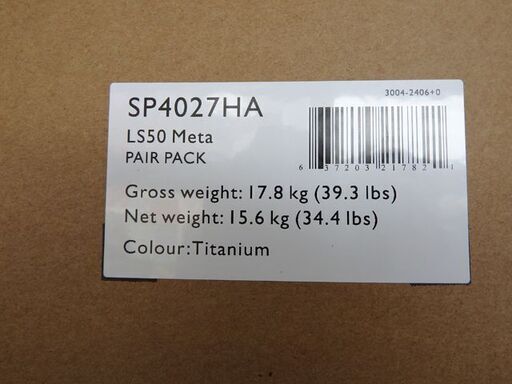 3004-2406+0
SP4027HA
LS50 Meta
PAIR PACK
6 37203 21782 1
Gross weight: 17.8 kg (39.3 lbs)
Net weight: 15.6 kg (34.4 lbs)
Colour:Titanium